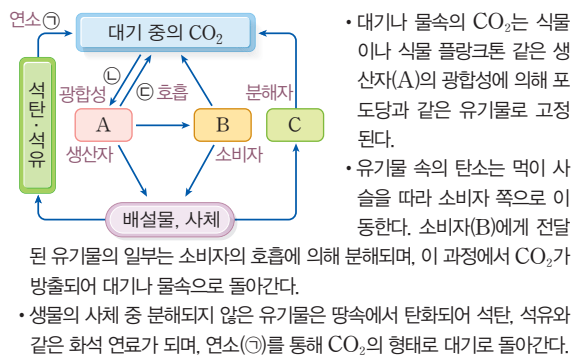 연소㉠
대기 중의 CO₂
석탄·석유
광합성
㉡
㉢ 호흡
분해자
A
B
C
생산자
소비자
배설물, 사체
• 대기나 물속의 CO₂는 식물
이나 식물 플랑크톤 같은 생
산자(A)의 광합성에 의해 포
도당과 같은 유기물로 고정
된다.
• 유기물 속의 탄소는 먹이 사
슬을 따라 소비자 쪽으로 이
동한다. 소비자(B)에게 전달
된 유기물의 일부는 소비자의 호흡에 의해 분해되며, 이 과정에서 CO₂가
방출되어 대기나 물속으로 돌아간다.
• 생물의 사체 중 분해되지 않은 유기물은 땅속에서 탄화되어 석탄, 석유와
같은 화석 연료가 되며, 연소(㉠)를 통해 CO₂의 형태로 대기로 돌아간다.